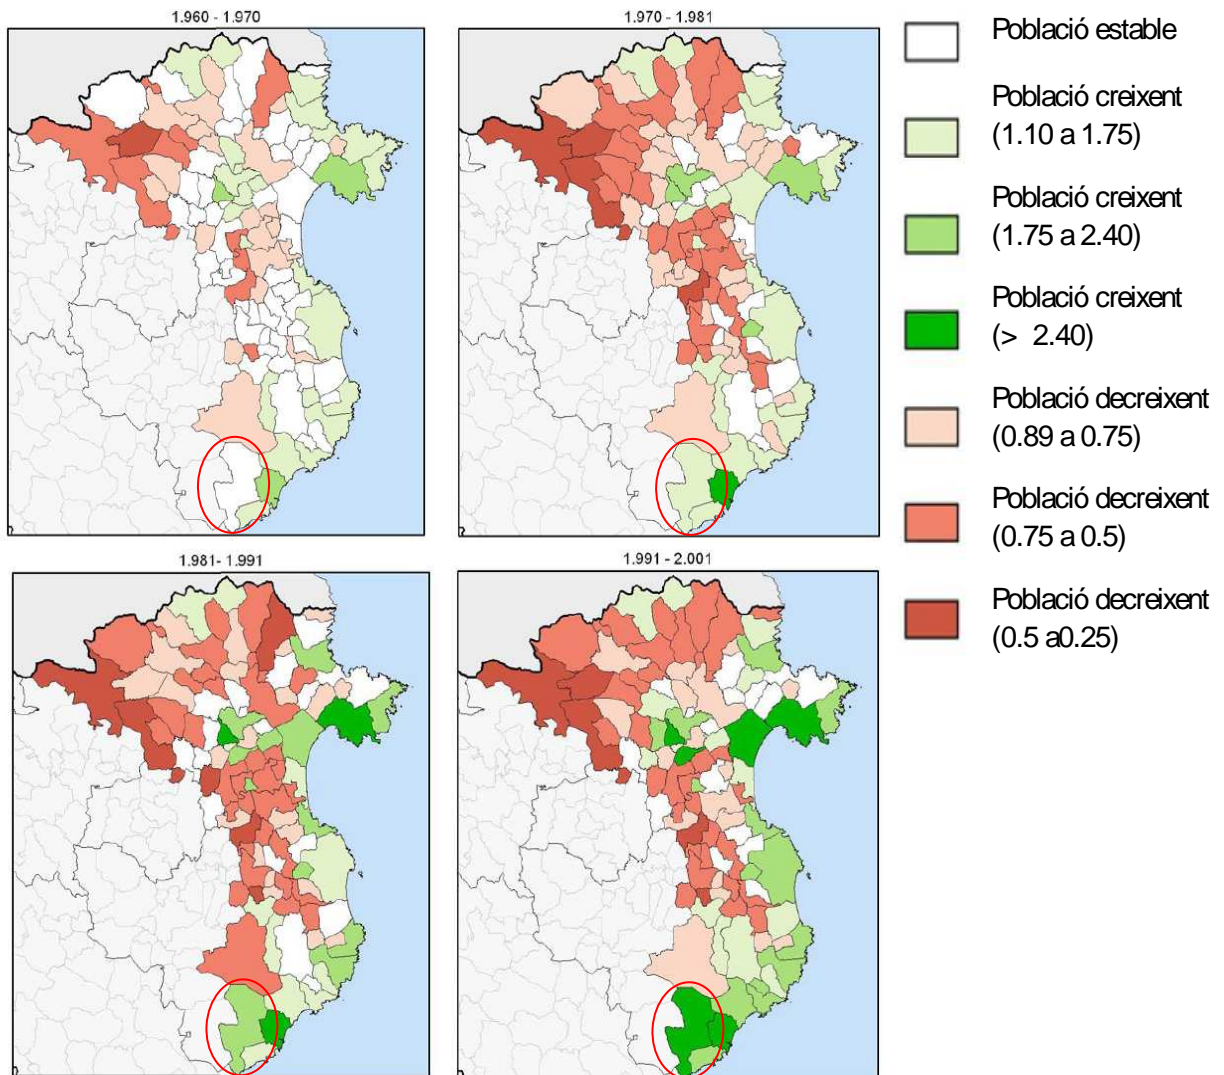 1.960 - 1.970
1.970 - 1.981
1.981- 1.991
1.991 - 2.001
Població estable
Població creixent
(1.10 a 1.75)
Població creixent
(1.75 a 2.40)
Població creixent
(> 2.40)
Població decreixent
(0.89 a 0.75)
Població decreixent
(0.75 a 0.5)
Població decreixent
(0.5 a0.25)